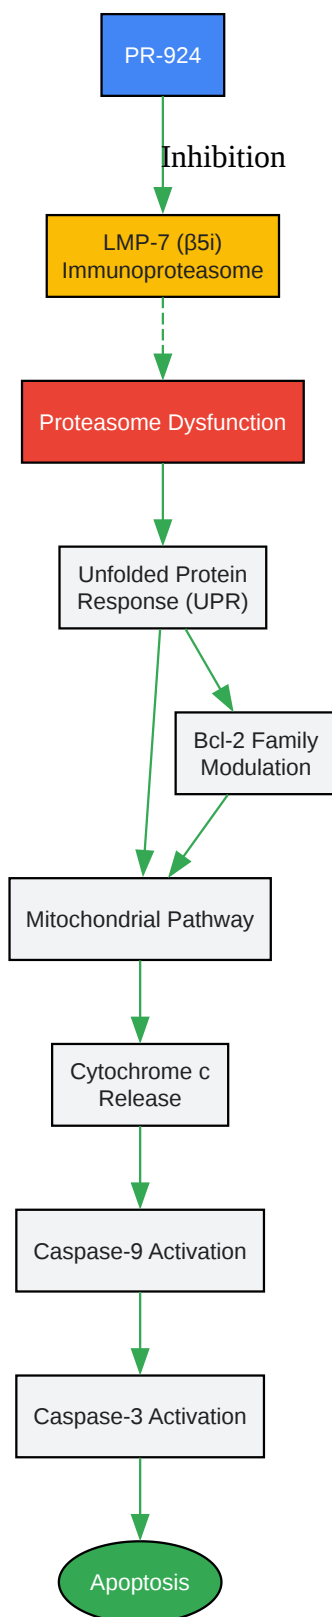 PR-924
Inhibition
LMP-7 (β5i)
Immunoproteasome
Proteasome Dysfunction
Unfolded Protein
Response (UPR)
Bcl-2 Family
Modulation
Mitochondrial Pathway
Cytochrome c
Release
Caspase-9 Activation
Caspase-3 Activation
Apoptosis